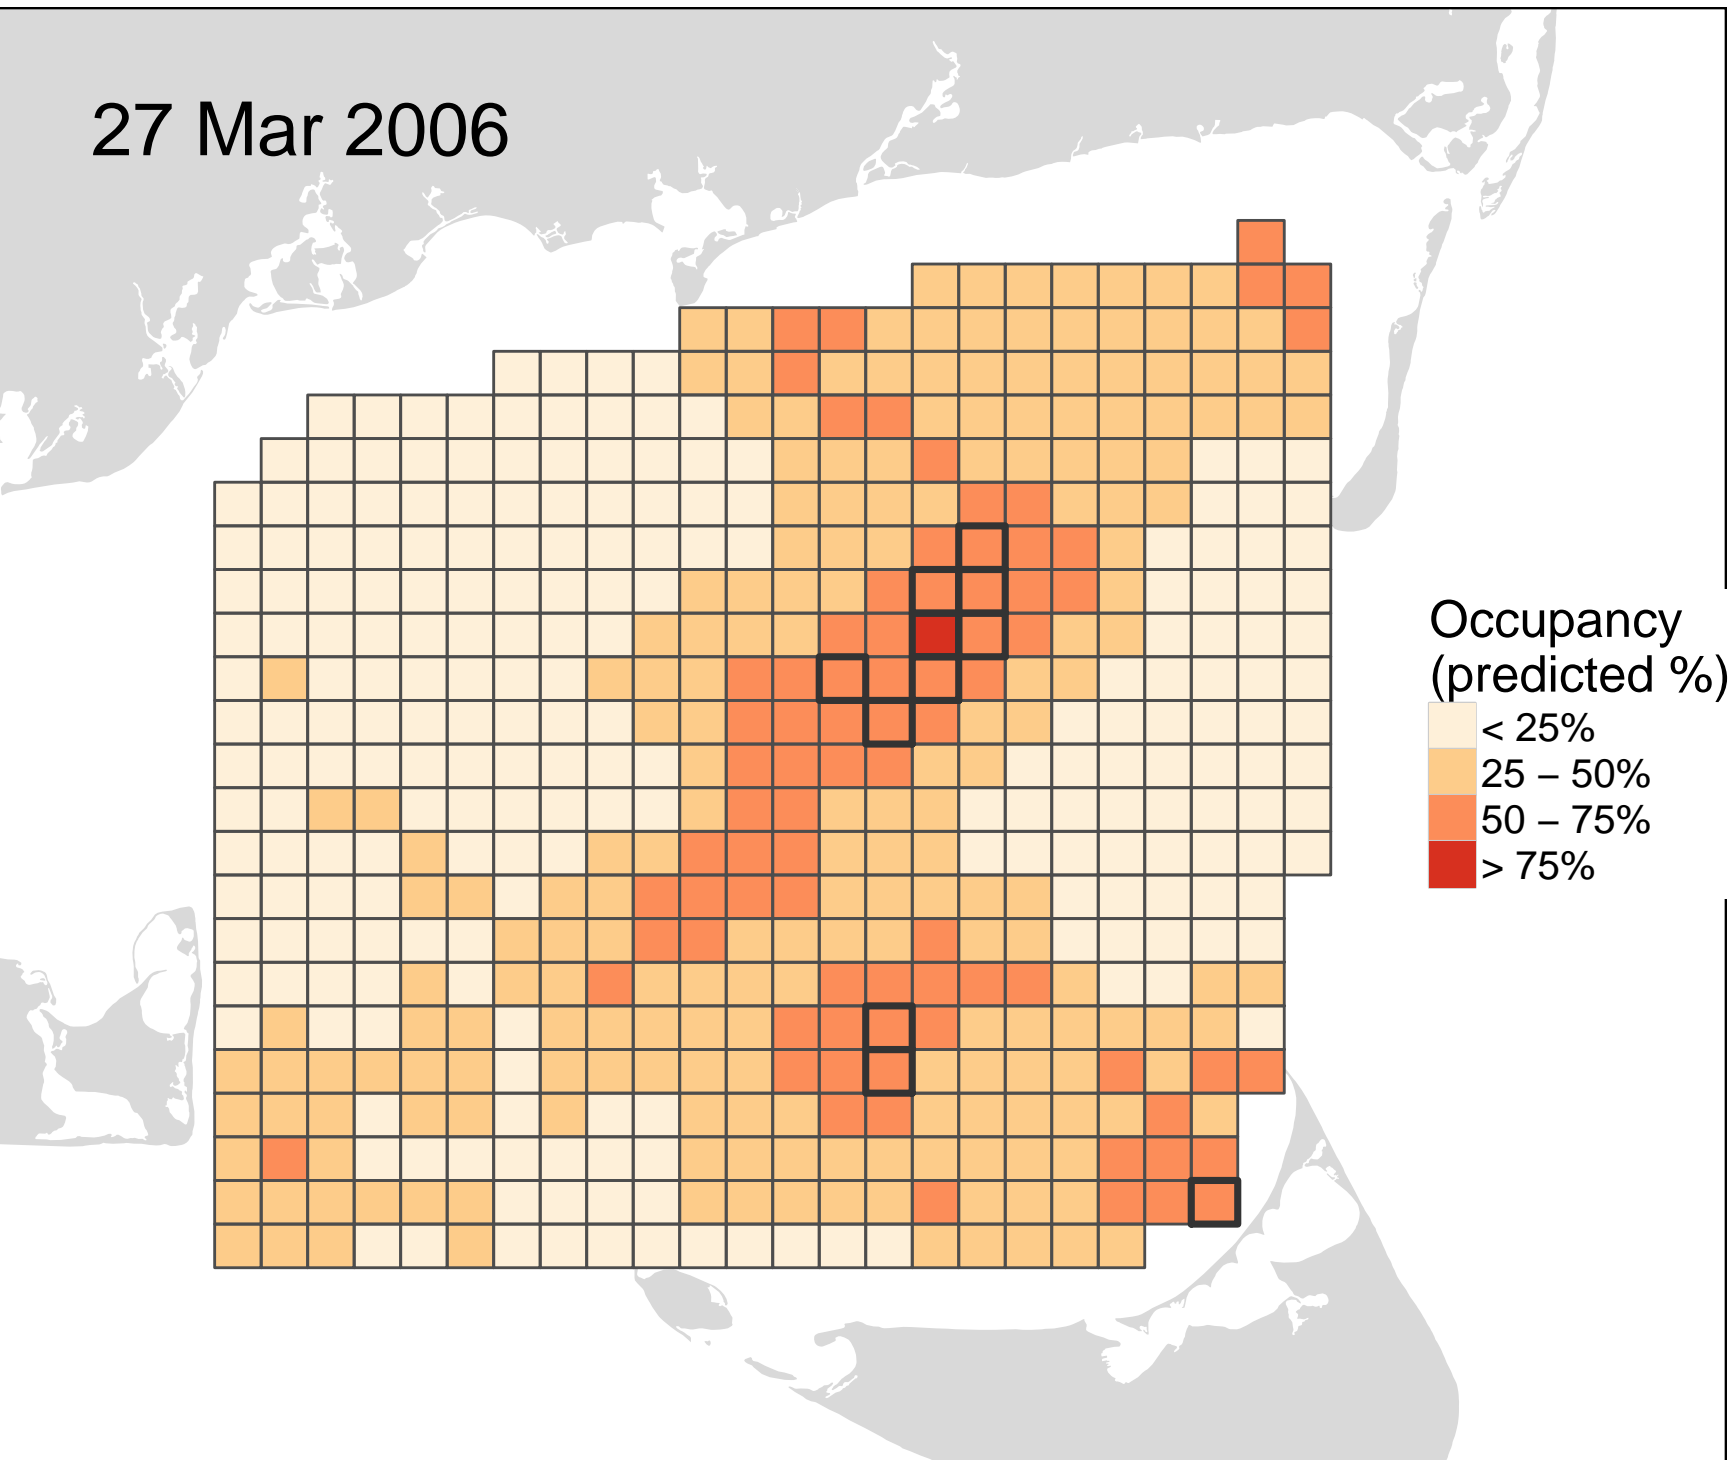 27 Mar 2006
Occupancy
(predicted %)
< 25%
25 – 50%
50 – 75%
> 75%